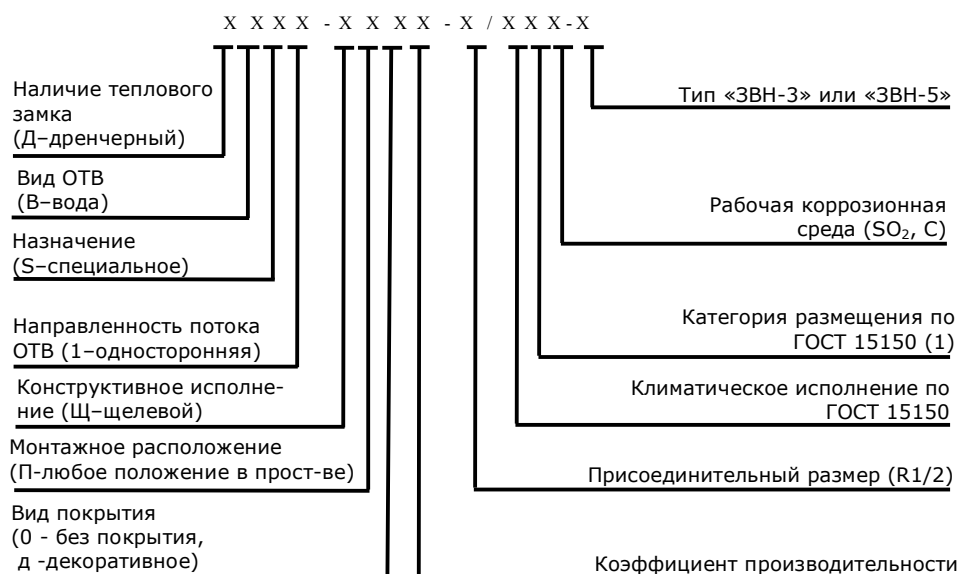 X X X X - X X X X - X / X X X - X
Наличие теплового
замка
(Д–дренчерный)
Вид ОТВ
(В–вода)
Назначение
(S–специальное)
Направленность потока
ОТВ (1–односторонняя)
Конструктивное исполне-
ние (Щ–щелевой)
Монтажное расположение
(П-любое положение в прост-ве)
Вид покрытия
(0 - без покрытия,
д -декоративное)
Тип «ЗВН-3» или «ЗВН-5»
Рабочая коррозионная
среда (SO₂, С)
Категория размещения по
ГОСТ 15150 (1)
Климатическое исполнение по
ГОСТ 15150
Присоединительный размер (R1/2)
Коэффициент производительности